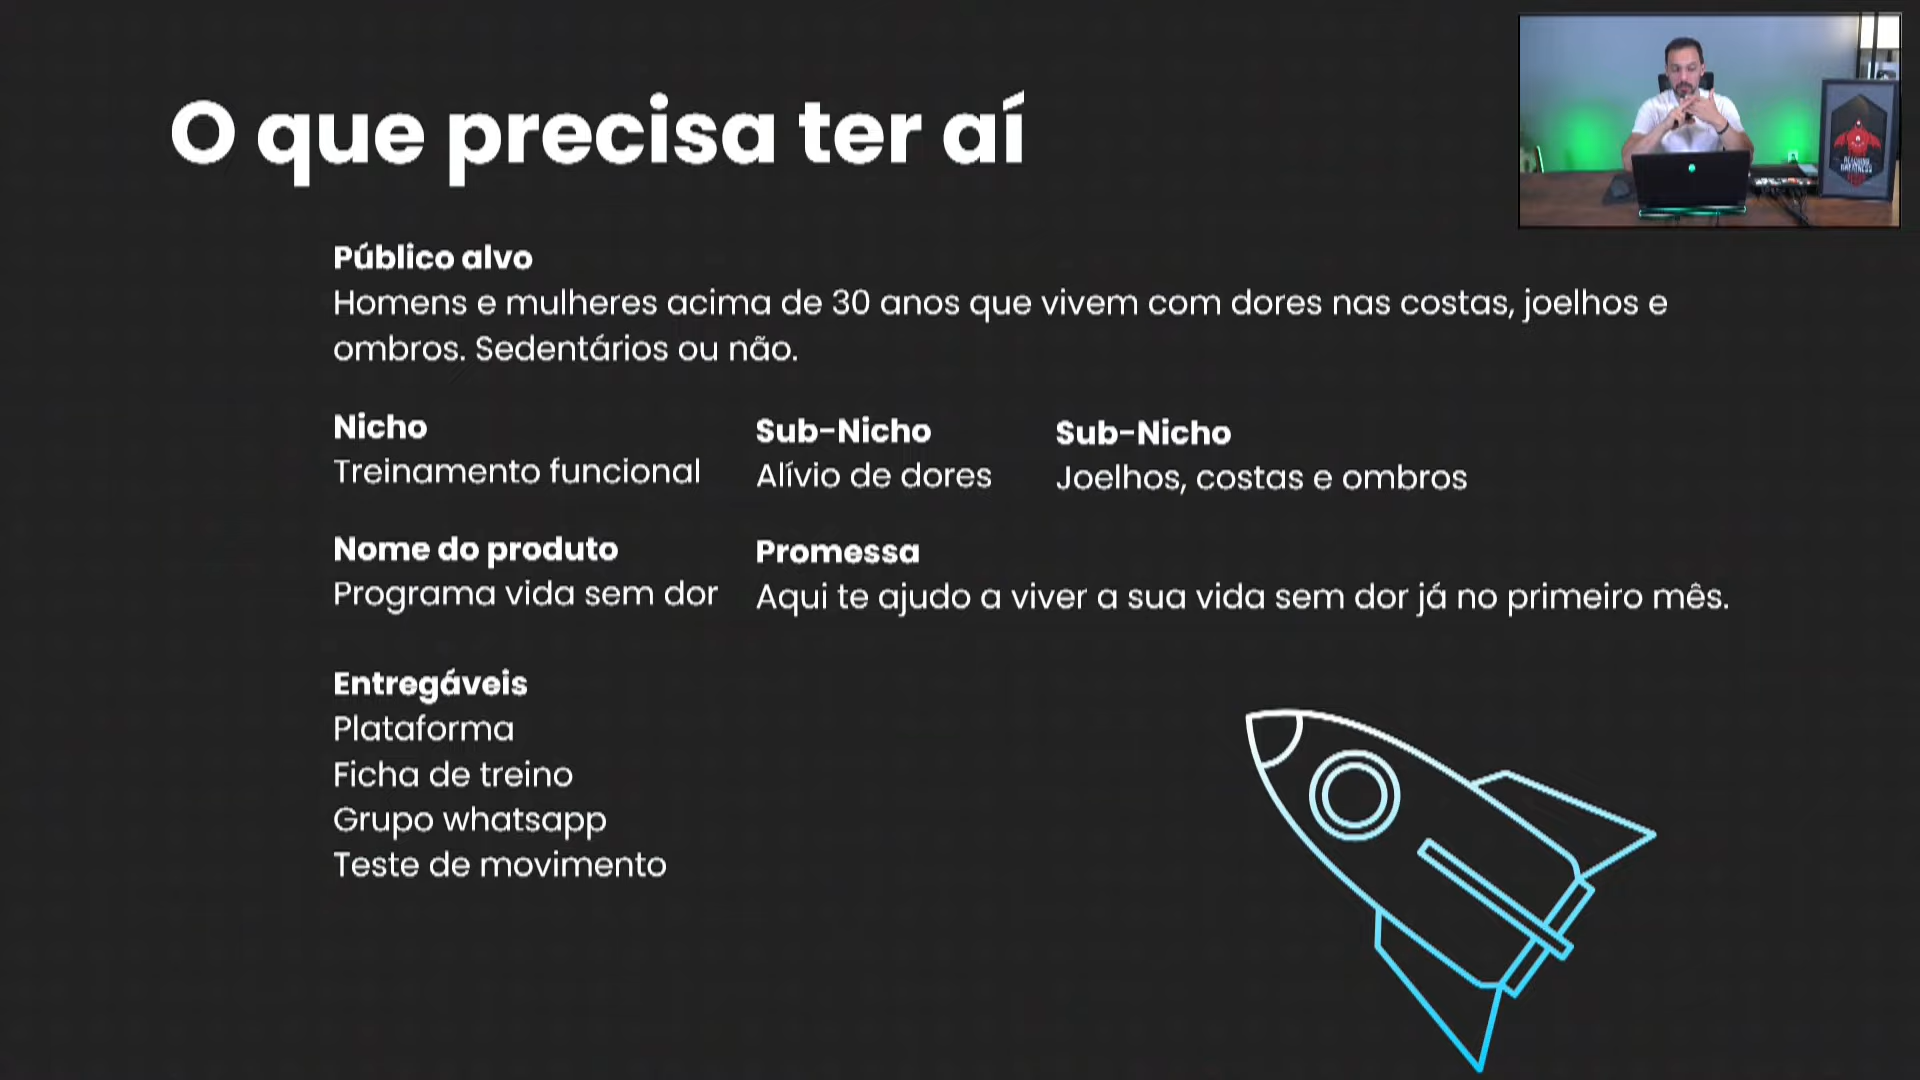 O que precisa ter aí
Público alvo
Homens e mulheres acima de 30 anos que vivem com dores nas costas, joelhos e
ombros. Sedentários ou não.
Nicho
Treinamento funcional
Sub-Nicho
Alívio de dores
Sub-Nicho
Joelhos, costas e ombros
Nome do produto
Programa vida sem dor
Promessa
Aqui te ajudo a viver a sua vida sem dor já no primeiro mês.
Entregáveis
Plataforma
Ficha de treino
Grupo whatsapp
Teste de movimento